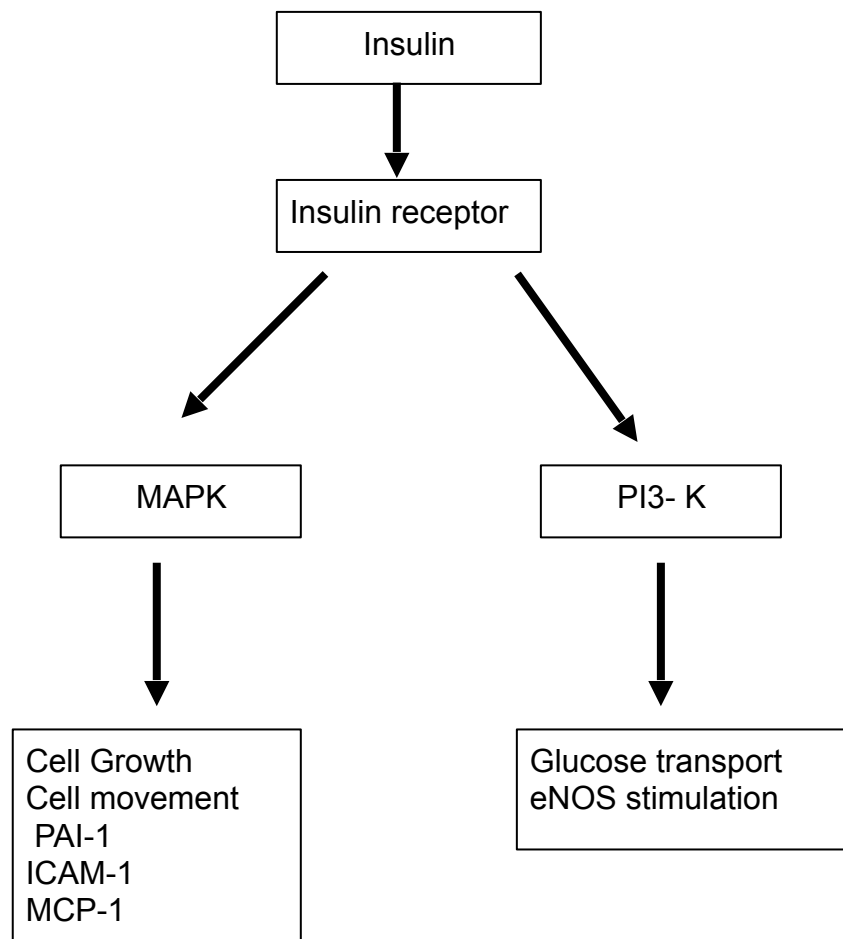 Insulin
Insulin receptor
MAPK
PI3- K
Cell Growth
Cell movement
PAI-1
ICAM-1
MCP-1
Glucose transport
eNOS stimulation